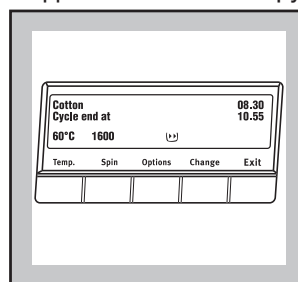 Cotton 08.30
Cycle end at 10.55
60°C 1600
Temp. Spin Options Change Exit